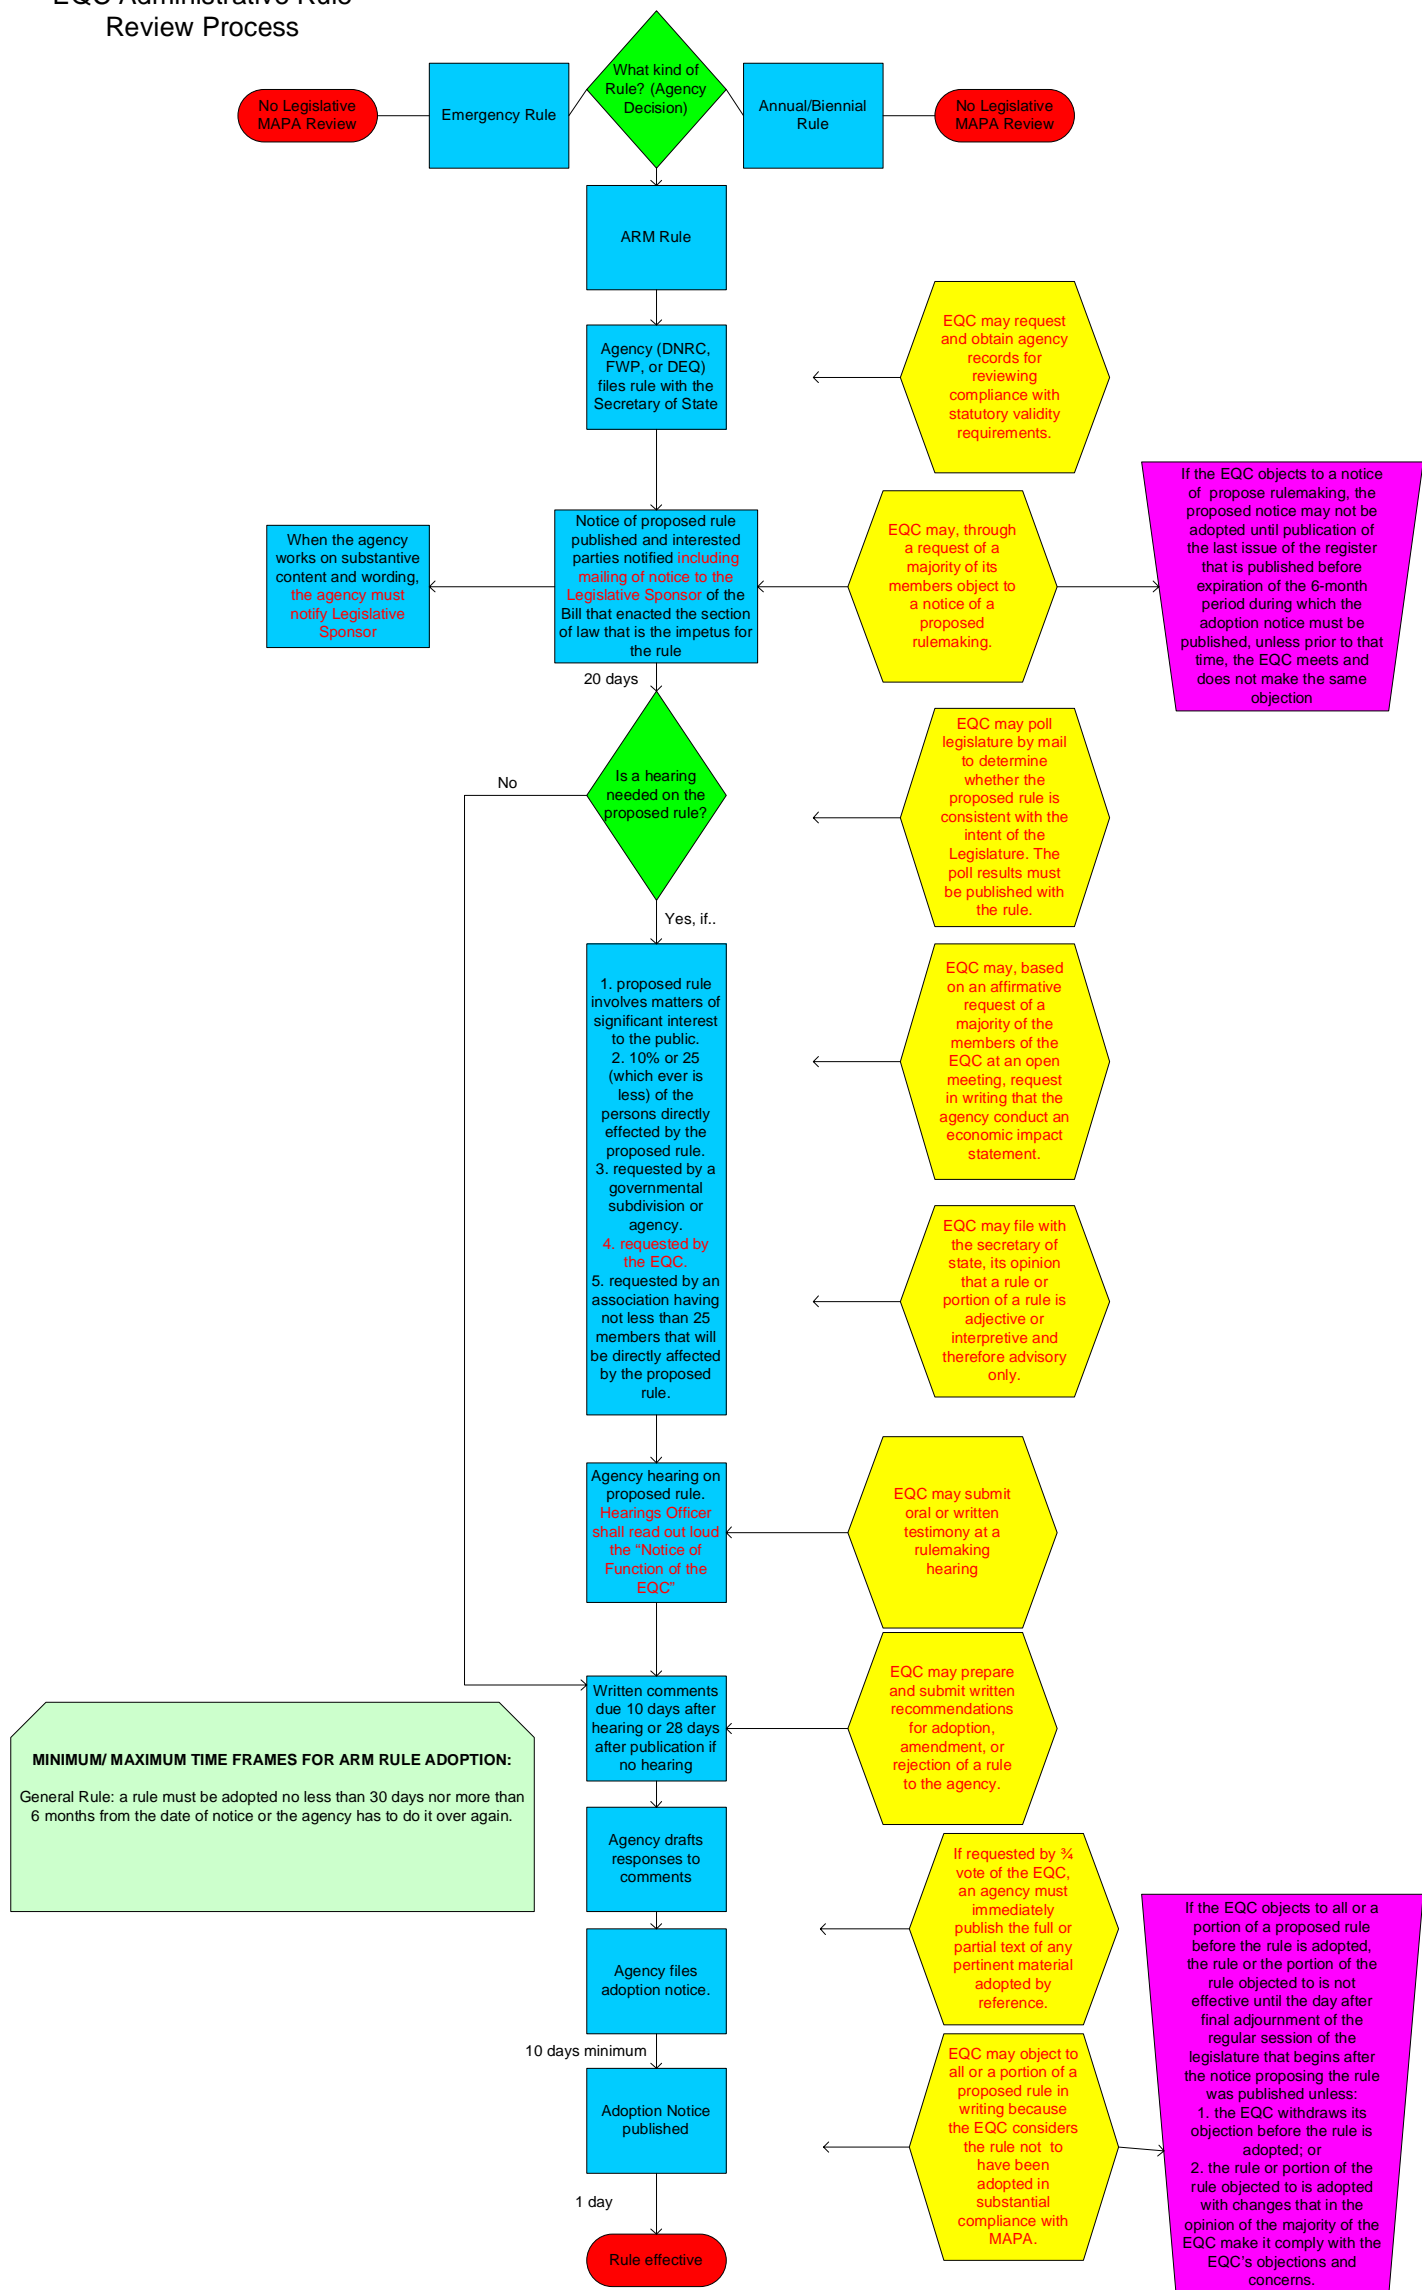 EQC Administrative Rule
Review Process
What kind of
Rule? (Agency
Decision)
No Legislative
MAPA Review
Emergency Rule
Annual/Biennial
Rule
No Legislative
MAPA Review
ARM Rule
Agency (DNRC,
FWP, or DEQ)
files rule with the
Secretary of State
EQC may request
and obtain agency
records for
reviewing
compliance with
statutory validity
requirements.
When the agency
works on substantive
content and wording,
the agency must
notify Legislative
Sponsor
Notice of proposed rule
published and interested
parties notified including
mailing of notice to the
Legislative Sponsor of the
Bill that enacted the section
of law that is the impetus for
the rule
EQC may, through
a request of a
majority of its
members object to
a notice of a
proposed
rulemaking.
If the EQC objects to a notice
of propose rulemaking, the
proposed notice may not be
adopted until publication of
the last issue of the register
that is published before
expiration of the 6-month
period during which the
adoption notice must be
published, unless prior to that
time, the EQC meets and
does not make the same
objection
20 days
Is a hearing
needed on the
proposed rule?
No
Yes, if..
EQC may poll
legislature by mail
to determine
whether the
proposed rule is
consistent with the
intent of the
Legislature. The
poll results must
be published with
the rule.
1. proposed rule
involves matters of
significant interest
to the public.
2. 10% or 25
(which ever is
less) of the
persons directly
effected by the
proposed rule.
3. requested by a
governmental
subdivision or
agency.
4. requested by
the EQC.
5. requested by an
association having
not less than 25
members that will
be directly affected
by the proposed
rule.
EQC may, based
on an affirmative
request of a
majority of the
members of the
EQC at an open
meeting, request
in writing that the
agency conduct an
economic impact
statement.
EQC may file with
the secretary of
state, its opinion
that a rule or
portion of a rule is
adjective or
interpretive and
therefore advisory
only.
Agency hearing on
proposed rule.
Hearings Officer
shall read out loud
the “Notice of
Function of the
EQC”
EQC may submit
oral or written
testimony at a
rulemaking
hearing
Written comments
due 10 days after
hearing or 28 days
after publication if
no hearing
EQC may prepare
and submit written
recommendations
for adoption,
amendment, or
rejection of a rule
to the agency.
MINIMUM/ MAXIMUM TIME FRAMES FOR ARM RULE ADOPTION:
General Rule: a rule must be adopted no less than 30 days nor more than
6 months from the date of notice or the agency has to do it over again.
Agency drafts
responses to
comments
If requested by ¾
vote of the EQC,
an agency must
immediately
publish the full or
partial text of any
pertinent material
adopted by
reference.
Agency files
adoption notice.
10 days minimum
Adoption Notice
published
EQC may object to
all or a portion of a
proposed rule in
writing because
the EQC considers
the rule not to
have been
adopted in
substantial
compliance with
MAPA.
If the EQC objects to all or a
portion of a proposed rule
before the rule is adopted,
the rule or the portion of the
rule objected to is not
effective until the day after
final adjournment of the
regular session of the
legislature that begins after
the notice proposing the rule
was published unless:
1. the EQC withdraws its
objection before the rule is
adopted; or
2. the rule or portion of the
rule objected to is adopted
with changes that in the
opinion of the majority of the
EQC make it comply with the
EQC’s objections and
concerns.
1 day
Rule effective